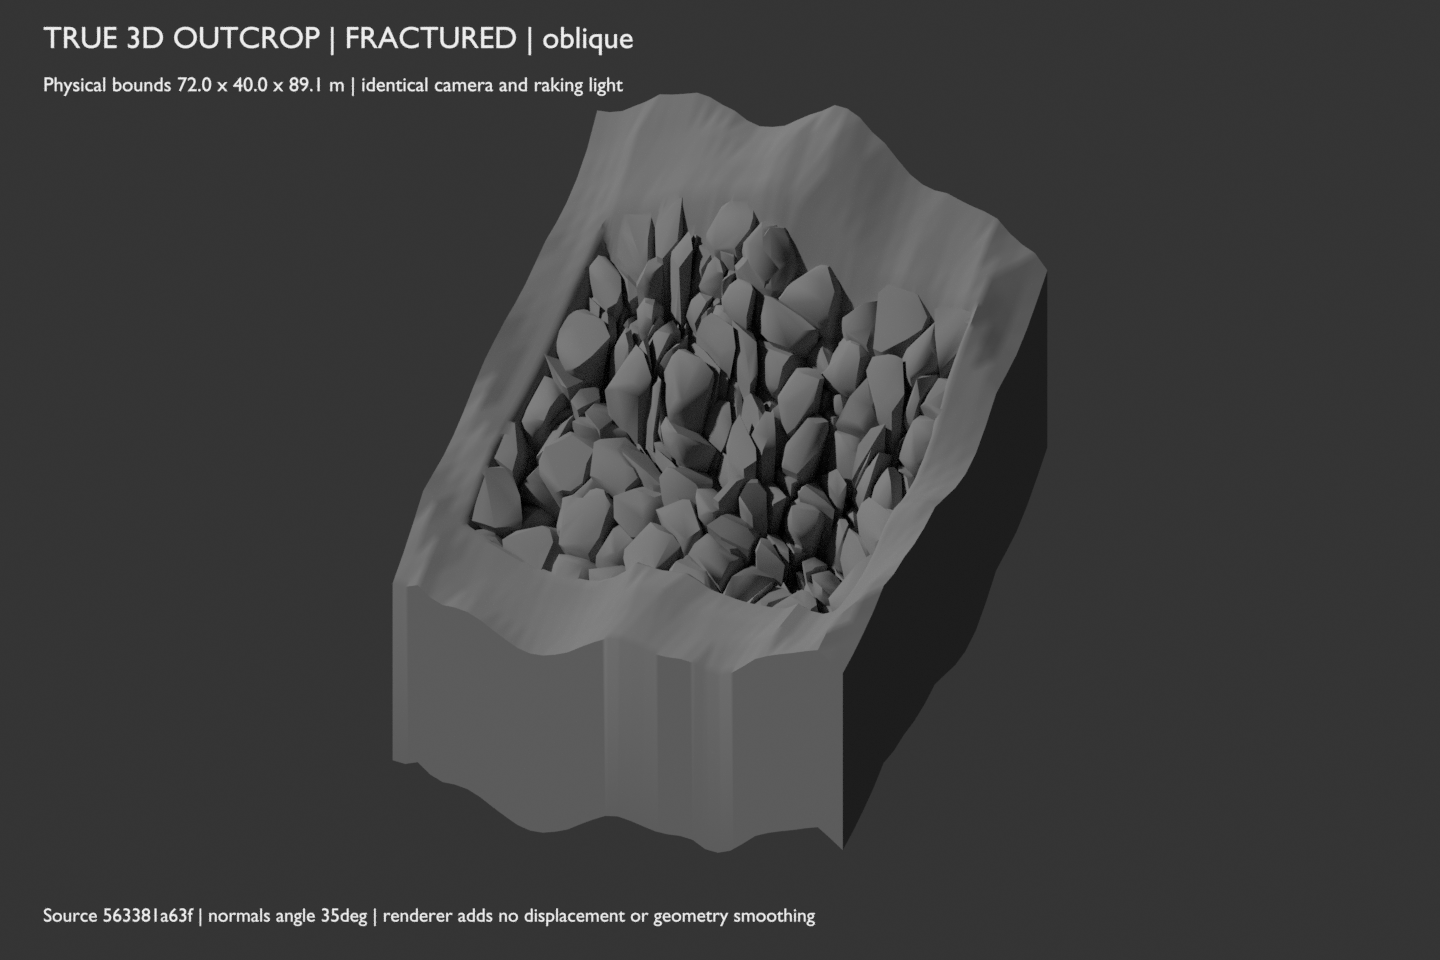 TRUE 3D OUTCROP | FRACTURED | oblique
Physical bounds 72.0 x 40.0 x 89.1 m | identical camera and raking light
Source 563381a63f | normals angle 35deg | renderer adds no displacement or geometry smoothing